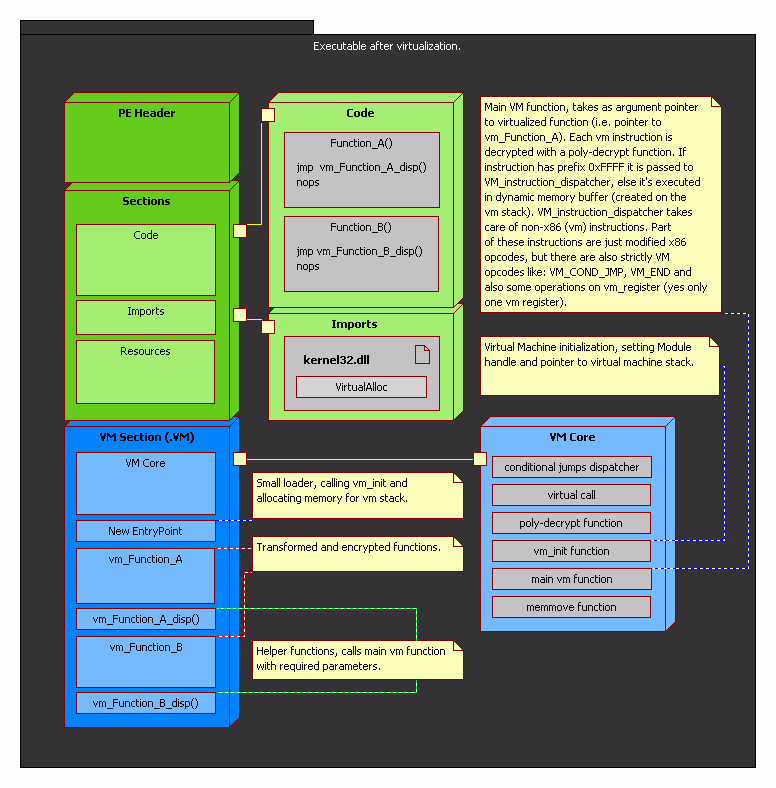 Executable after virtualization.
PE Header
Sections
Code
Imports
Resources
Code
Function_A()
jmp  vm_Function_A_disp()
nops
Function_B()
jmp vm_Function_B_disp()
nops
Imports
kernel32.dll
VirtualAlloc
Main VM function, takes as argument pointer
to virtualized function (i.e. pointer to
vm_Function_A). Each vm instruction is
decrypted with a poly-decrypt function. If
instruction has prefix 0xFFFF it is passed to
VM_instruction_dispatcher, else it's executed
in dynamic memory buffer (created on the
vm stack). VM_instruction_dispatcher takes
care of non-x86 (vm) instructions. Part
of these instructions are just modified x86
opcodes, but there are also strictly VM
opcodes like: VM_COND_JMP, VM_END and
also some operations on vm_register (yes only
one vm register).
Virtual Machine initialization, setting Module
handle and pointer to virtual machine stack.
VM Section (.VM)
VM Core
New EntryPoint
vm_Function_A
vm_Function_A_disp()
vm_Function_B
vm_Function_B_disp()
Small loader, calling vm_init and
allocating memory for vm stack.
Transformed and encrypted functions.
Helper functions, calls main vm function
with required parameters.
VM Core
conditional jumps dispatcher
virtual call
poly-decrypt function
vm_init function
main vm function
memmove function